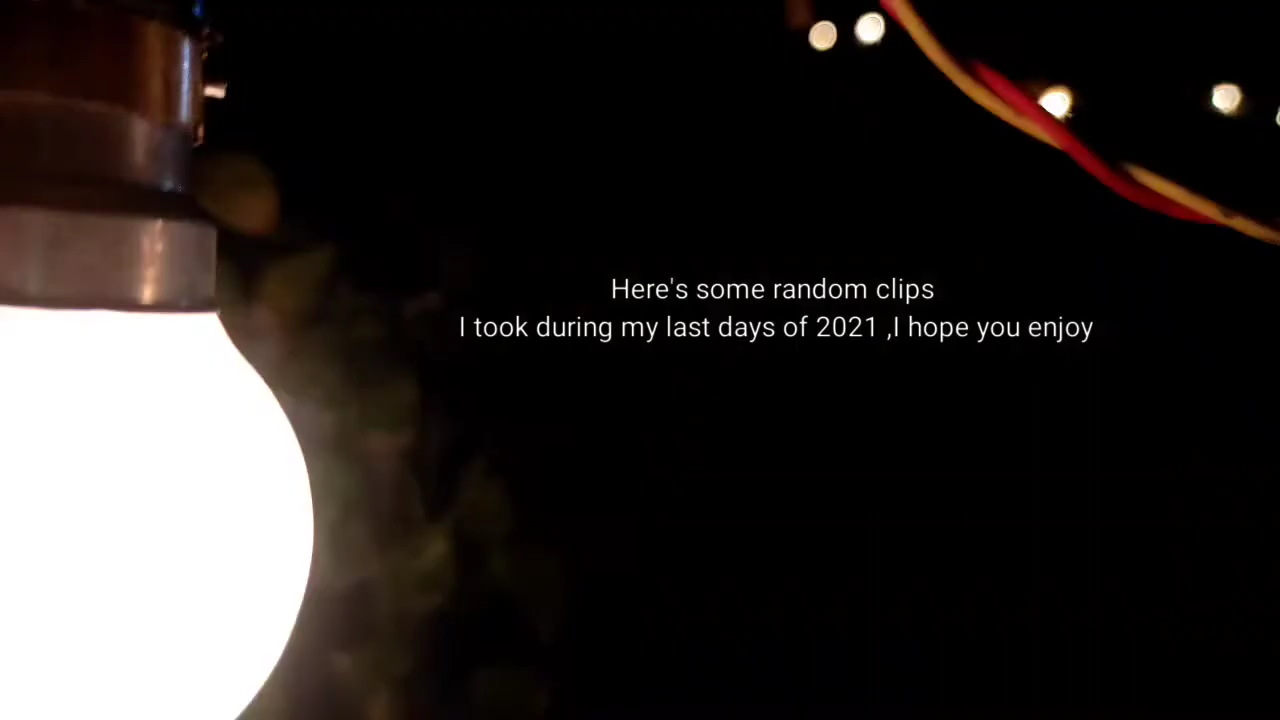 Here's some random clips
I took during my last days of 2021 ,I hope you enjoy